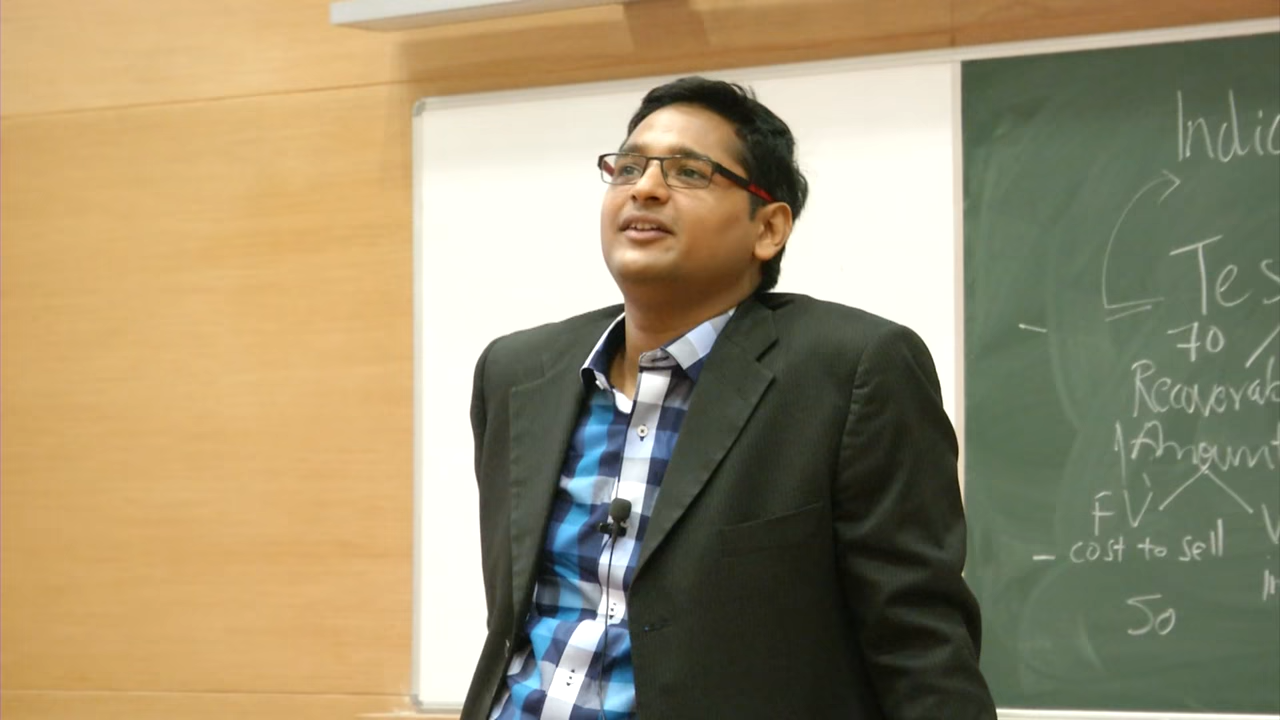 Indic
Tes
70
Recoverab
Amount
FV
- cost to sell
50